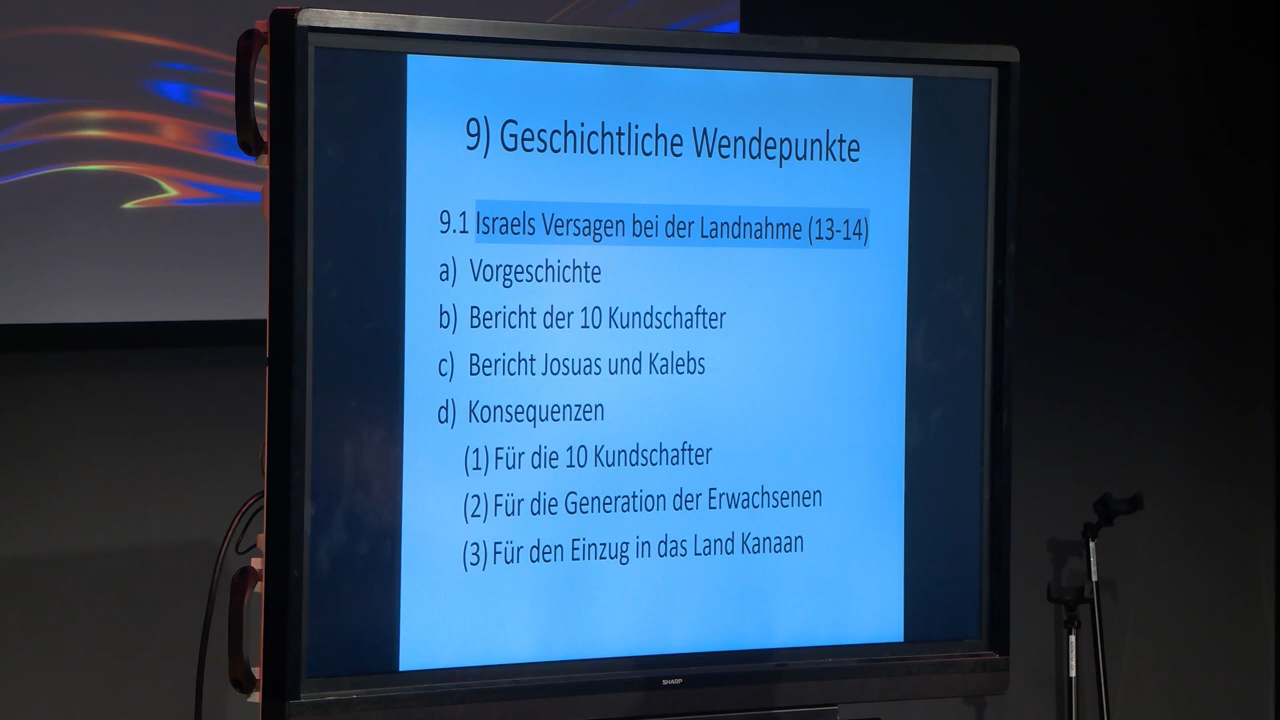 9) Geschichtliche Wendepunkte
9.1 Israels Versagen bei der Landnahme (13-14)
a) Vorgeschichte
b) Bericht der 10 Kundschafter
c) Bericht Josuas und Kalebs
d) Konsequenzen
(1) Für die 10 Kundschafter
(2) Für die Generation der Erwachsenen
(3) Für den Einzug in das Land Kanaan
SHARP